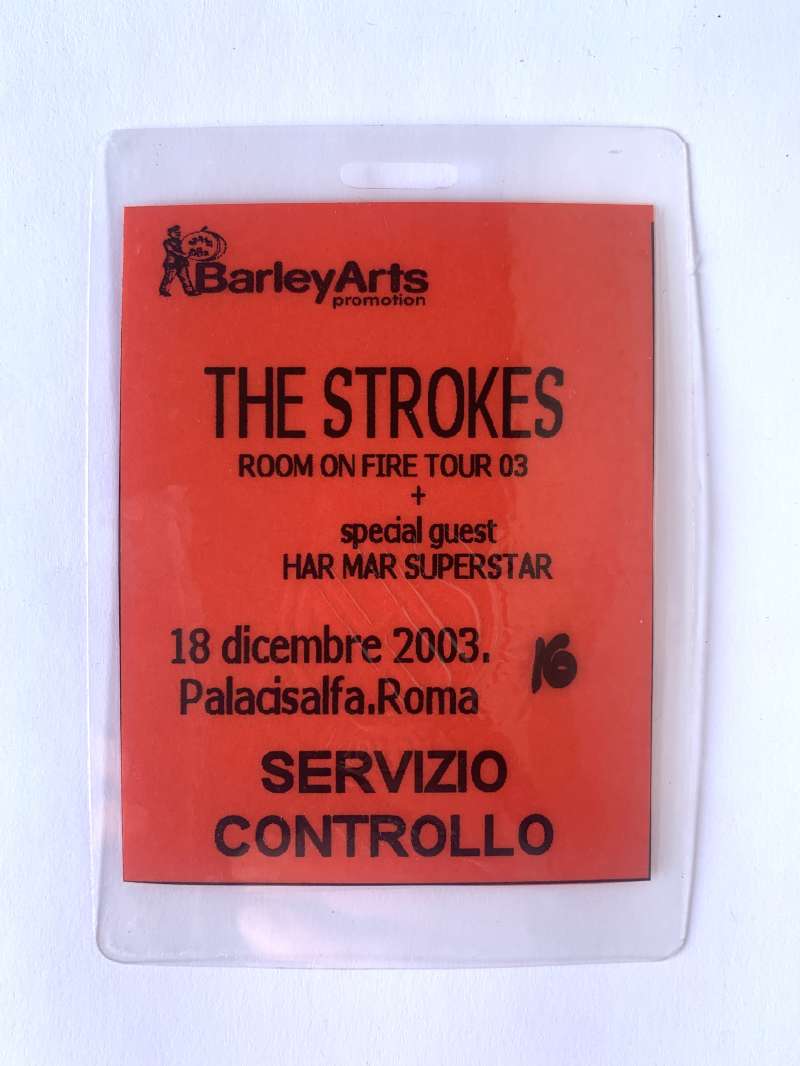 BarleyArts
promotion
THE STROKES
ROOM ON FIRE TOUR 03
+
special guest
HAR MAR SUPERSTAR
18 dicembre 2003.
16
Palacisalfa.Roma
SERVIZIO
CONTROLLO